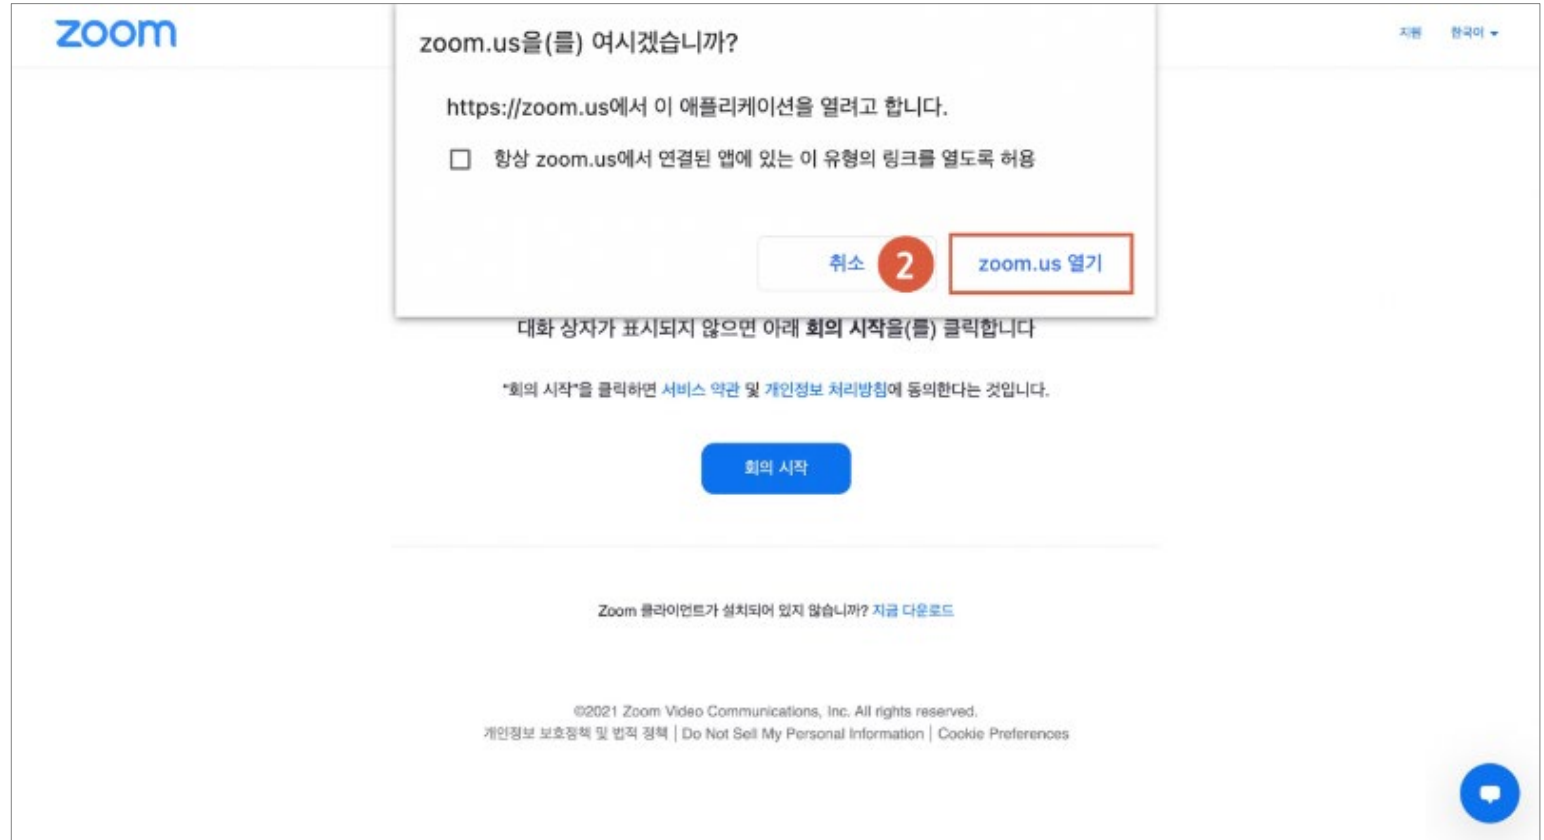 zoom
지원 한국어
zoom.us을(를) 여시겠습니까?
https://zoom.us에서 이 애플리케이션을 열려고 합니다.
항상 zoom.us에서 연결된 앱에 있는 이 유형의 링크를 열도록 허용
취소 2 zoom.us 열기
대화 상자가 표시되지 않으면 아래 회의 시작을(를) 클릭합니다
"회의 시작"을 클릭하면 서비스 약관 및 개인정보 처리방침에 동의한다는 것입니다.
회의 시작
Zoom 클라이언트가 설치되어 있지 않습니까? 지금 다운로드
©2021 Zoom Video Communications, Inc. All rights reserved.
개인정보 보호정책 및 법적 정책 | Do Not Sell My Personal Information | Cookie Preferences